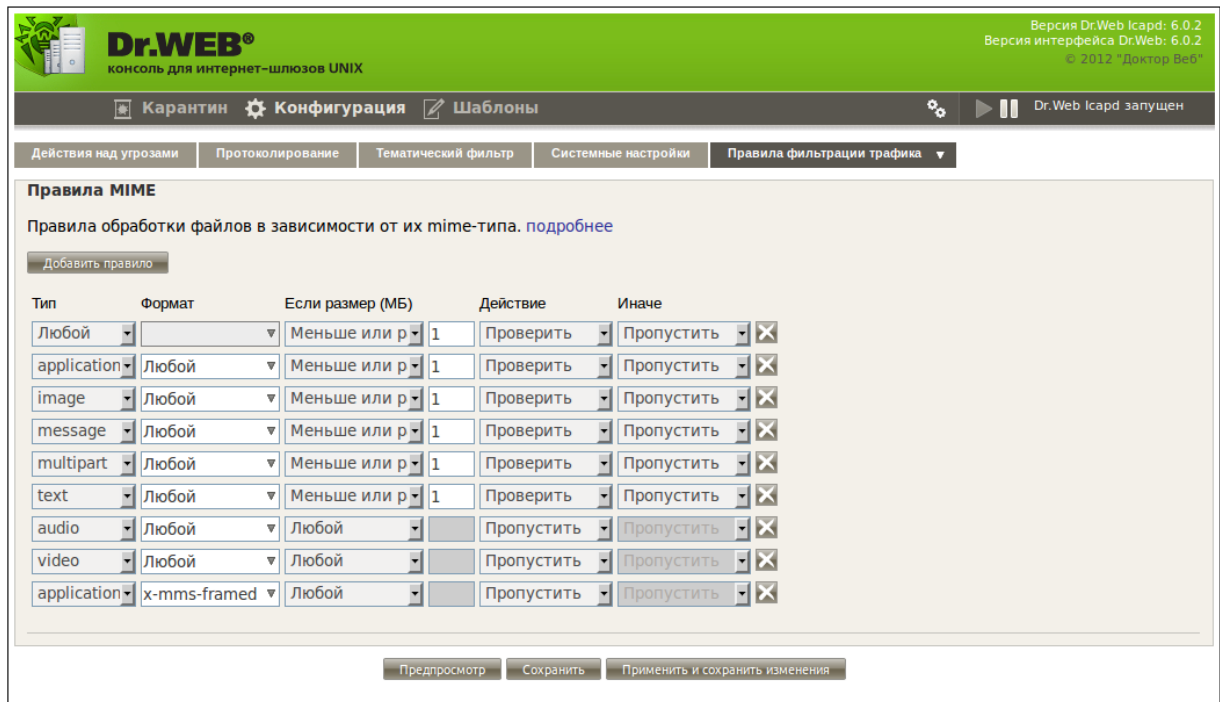 Версия Dr.Web Icapd: 6.0.2
Версия интерфейса Dr.Web: 6.0.2
© 2012 "Доктор Веб"
Dr.WEB®
консоль для интернет-шлюзов UNIX
Карантин Конфигурация Шаблоны Dr.Web Icapd запущен
Действия над угрозами Протоколирование Тематический фильтр Системные настройки Правила фильтрации трафика
Правила MIME
Правила обработки файлов в зависимости от их mime-типа. подробнее
Добавить правило
Тип Формат Если размер (МБ) Действие Иначе
Любой Меньше или р 1 Проверить Пропустить
application Любой Меньше или р 1 Проверить Пропустить
image Любой Меньше или р 1 Проверить Пропустить
message Любой Меньше или р 1 Проверить Пропустить
multipart Любой Меньше или р 1 Проверить Пропустить
text Любой Меньше или р 1 Проверить Пропустить
audio Любой Любой Пропустить Пропустить
video Любой Любой Пропустить Пропустить
application x-mms-framed Любой Пропустить Пропустить
Предпросмотр Сохранить Применить и сохранить изменения